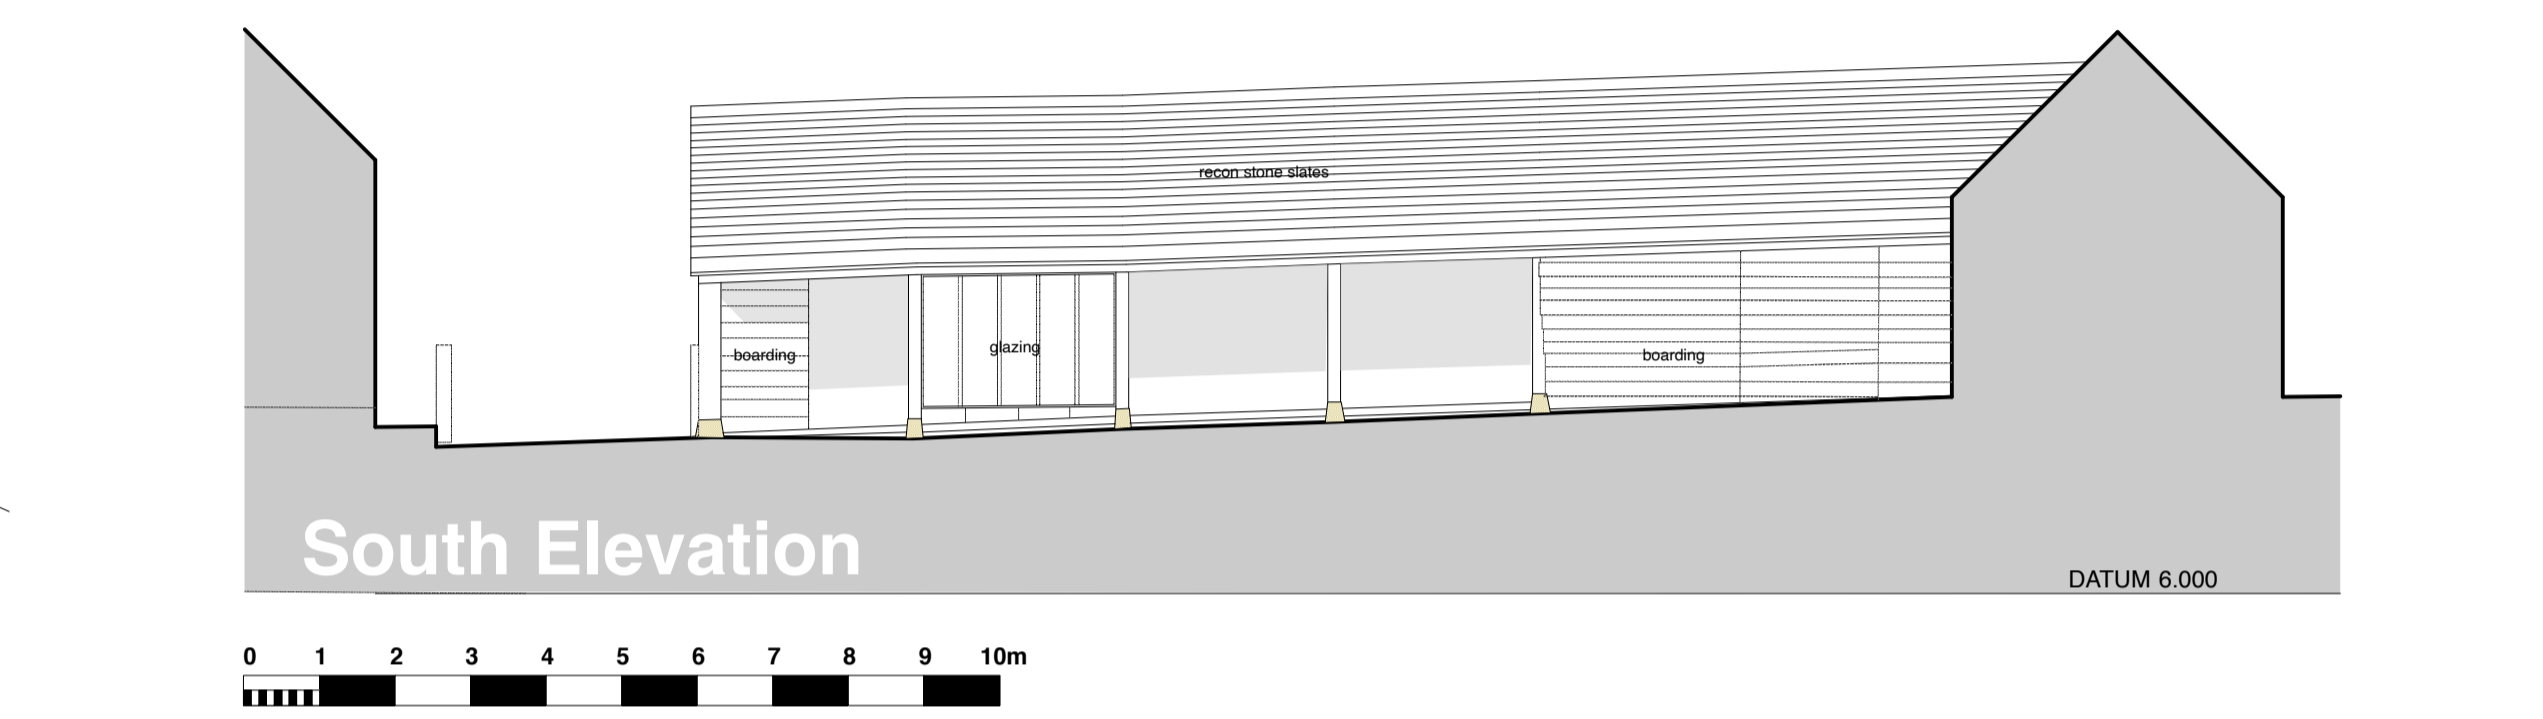 recon stone slates
boarding
glazing
boarding
South Elevation
DATUM 6.000
0 1 2 3 4 5 6 7 8 9 10m